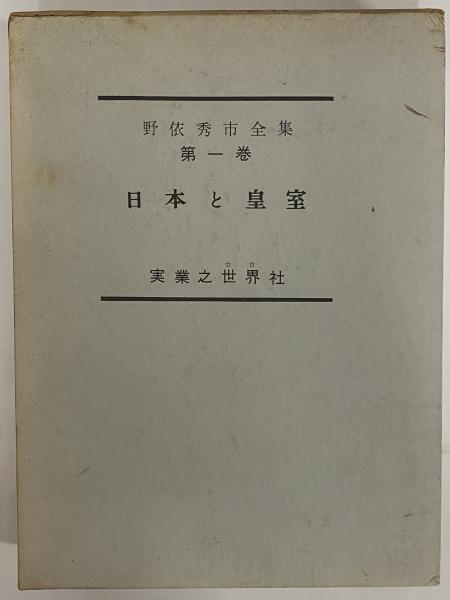 野依秀市全集
第一巻
日本と皇室
☆☆
実業之世界社